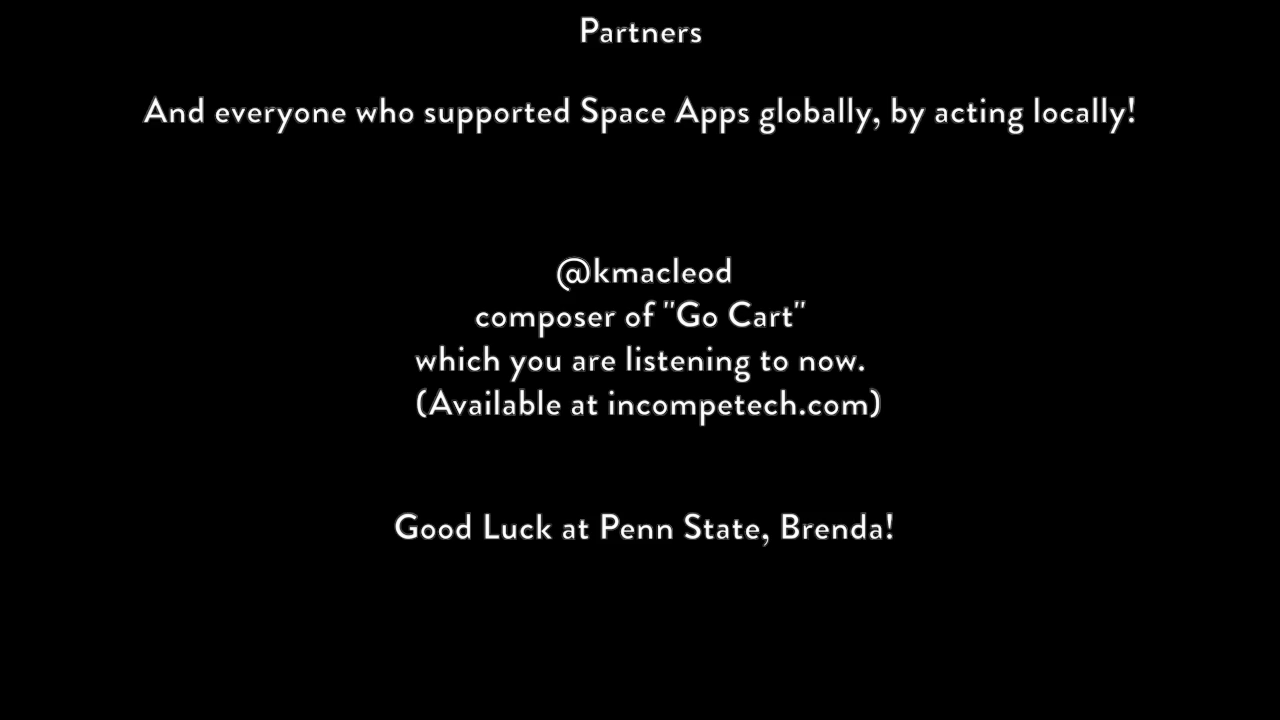 Partners
And everyone who supported Space Apps globally, by acting locally!
@kmacleod
composer of "Go Cart"
which you are listening to now.
(Available at incompetech.com)
Good Luck at Penn State, Brenda!